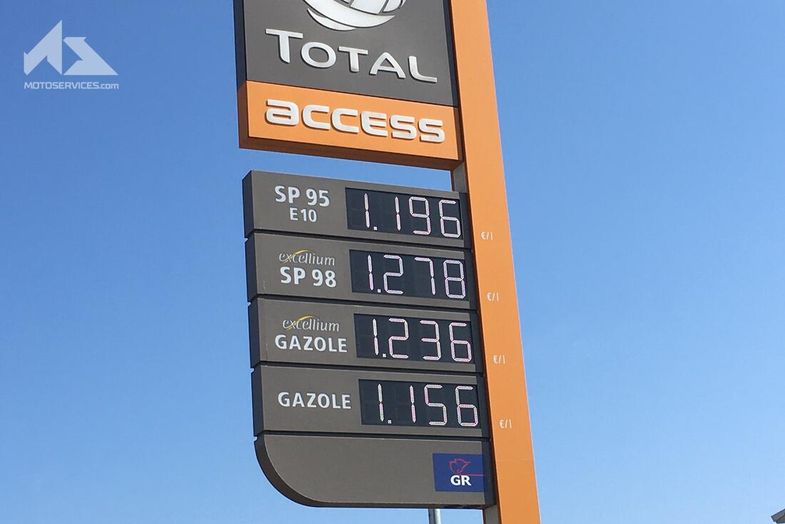 MOTOSERVICES.com
TOTAL
access
SP 95
E10
1.196
€/l
excellium
SP 98
1.278
€/l
excellium
GAZOLE
1.236
€/l
GAZOLE
1.156
€/l
GR